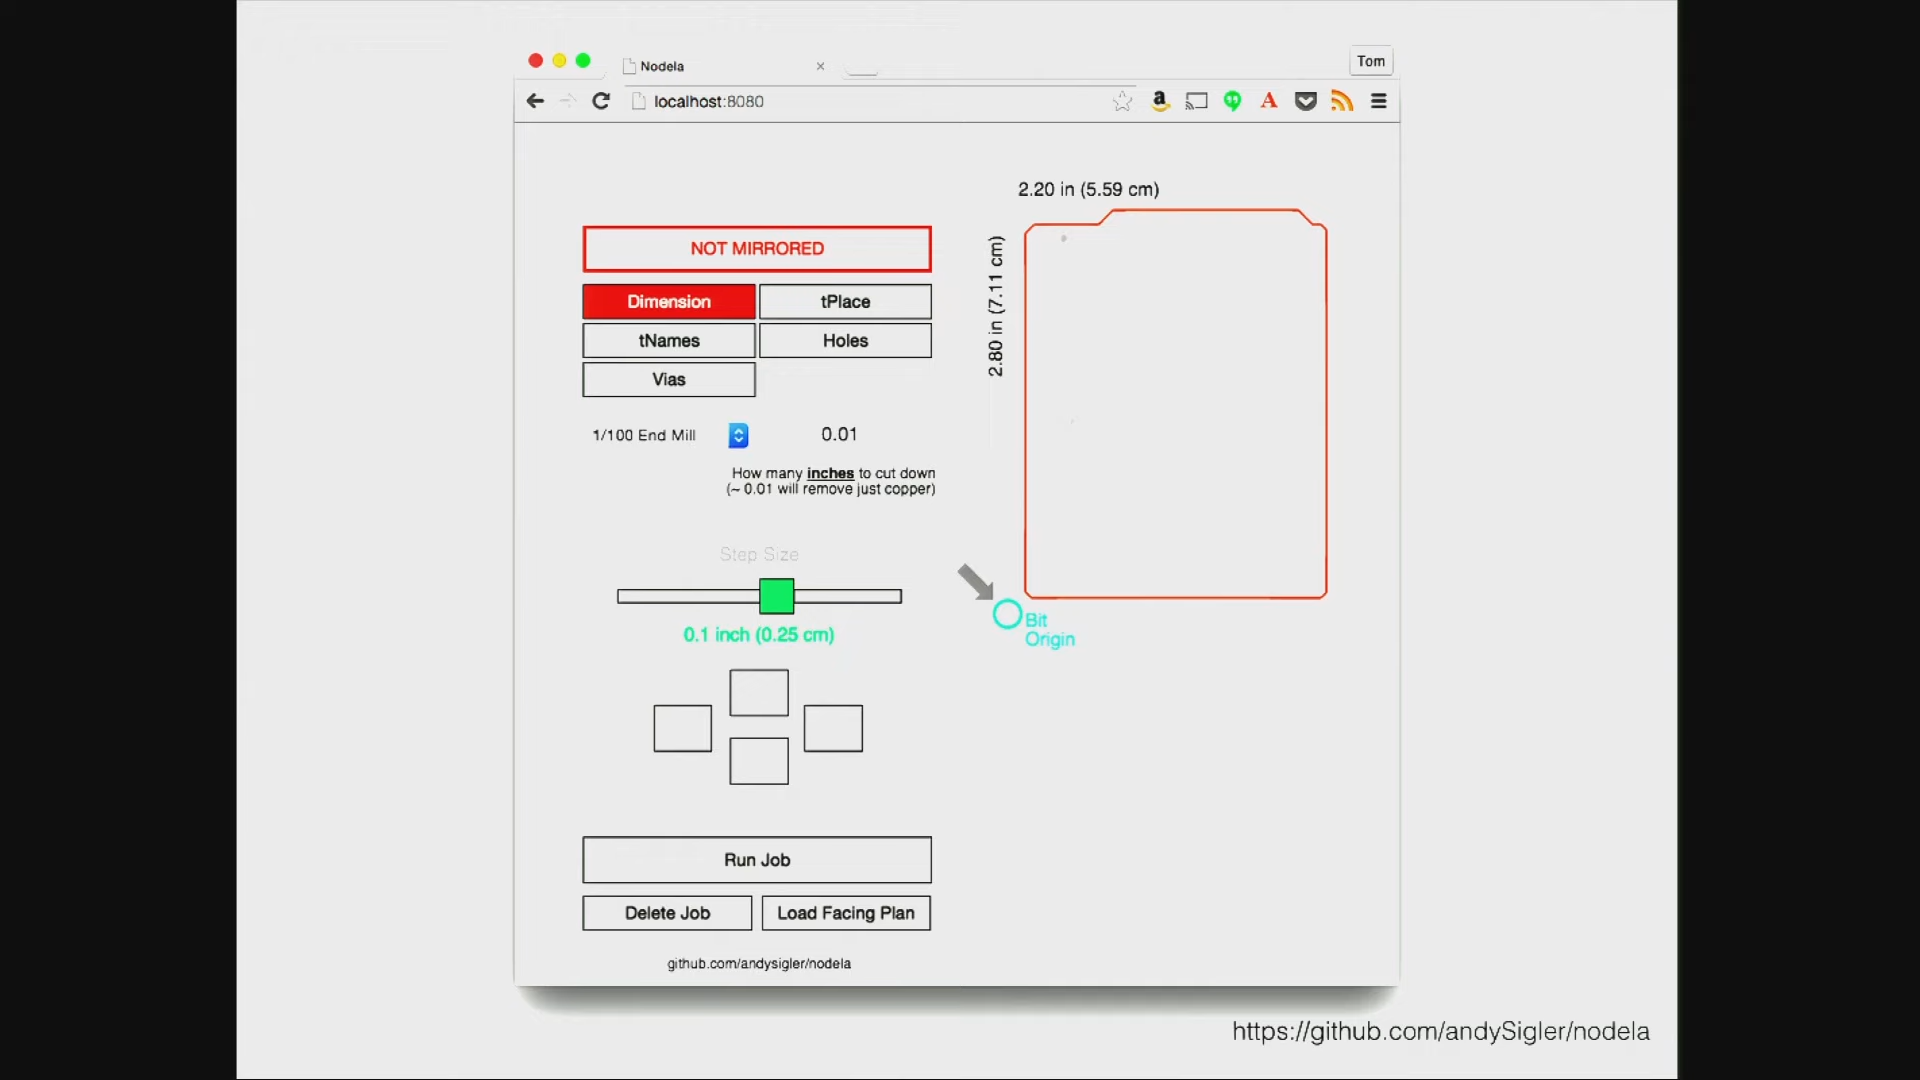 Nodela
Tom
localhost:8080
2.20 in (5.59 cm)
2.80 in (7.11 cm)
NOT MIRRORED
Dimension
tPlace
tNames
Holes
Vias
1/100 End Mill
0.01
How many inches to cut down
(~ 0.01 will remove just copper)
Step Size
0.1 inch (0.25 cm)
Bit
Origin
Run Job
Delete Job
Load Facing Plan
github.com/andysigler/nodela
https://github.com/andySigler/nodela